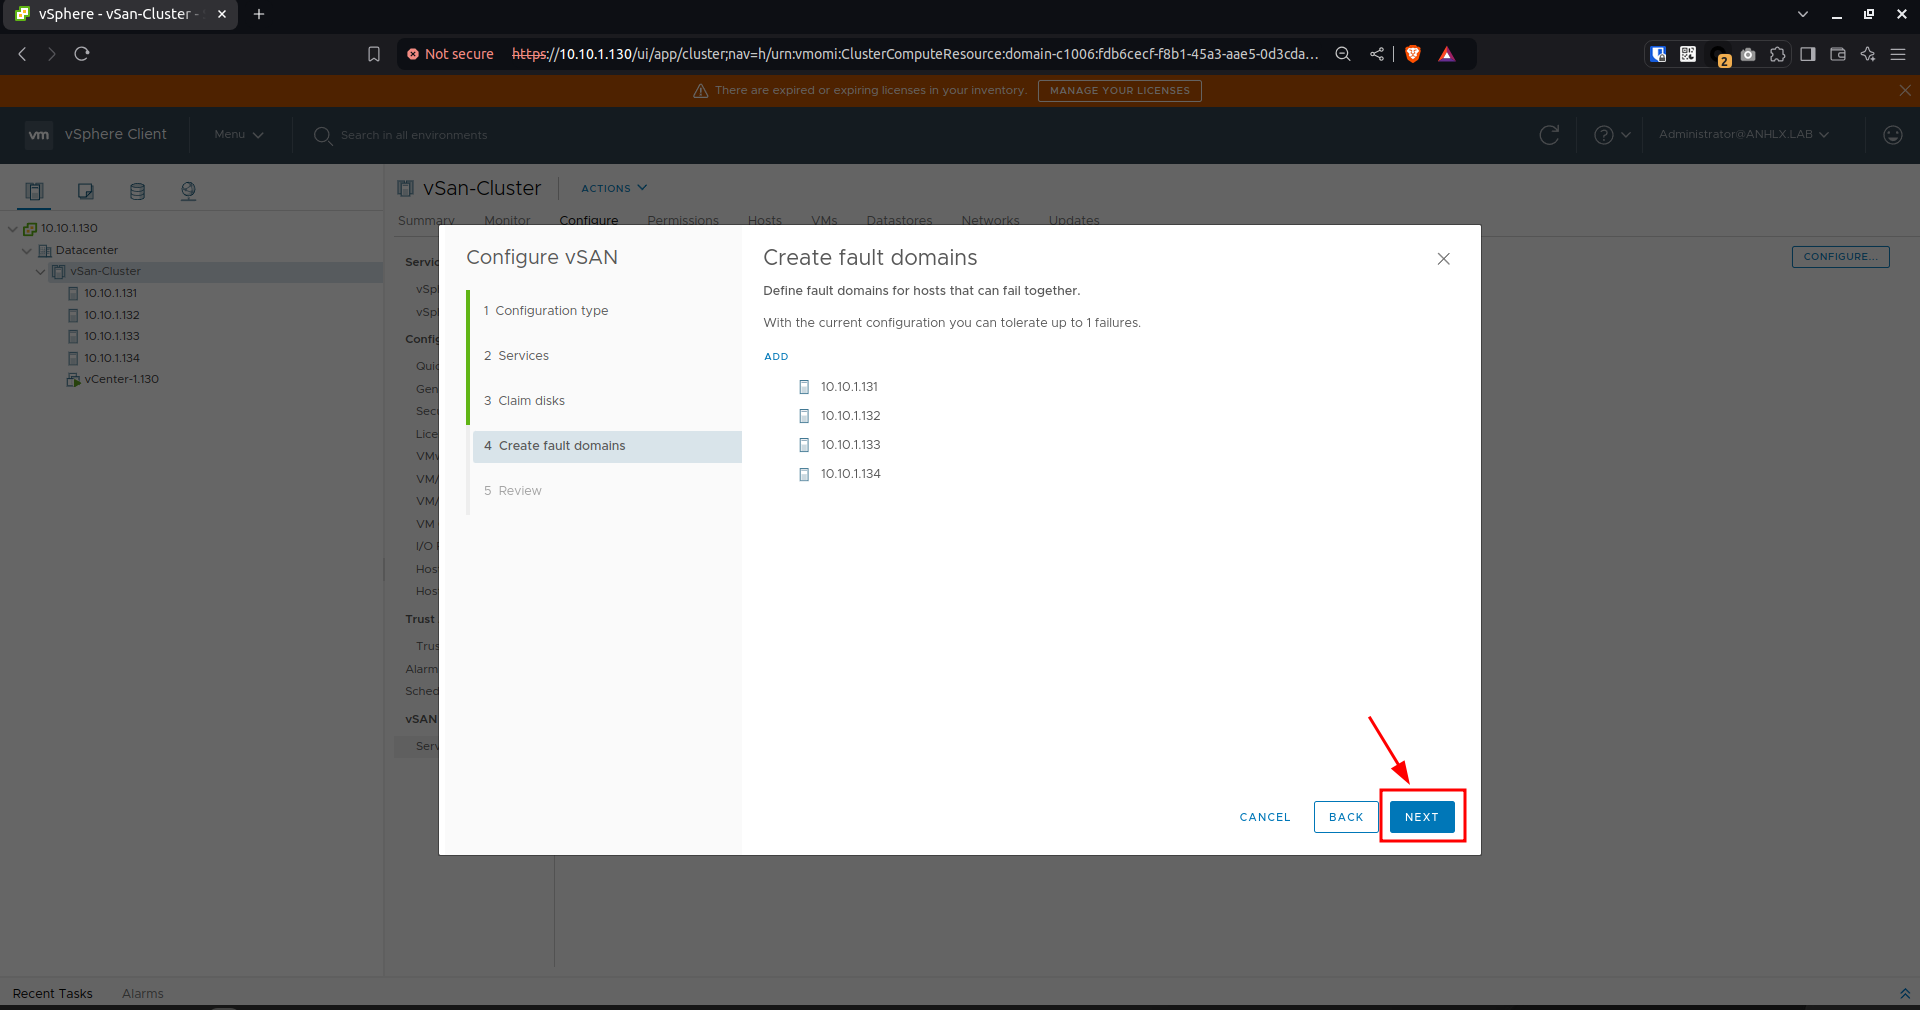 vSphere - vSan-Cluster -
Not secure
https://10.10.1.130/ui/app/cluster;nav=h/urn:vmomi:ClusterComputeResource:domain-c1006:fdb6cecf-f8b1-45a3-aae5-0d3cda...
2
There are expired or expiring licenses in your inventory.
MANAGE YOUR LICENSES
vm
vSphere Client
Menu
Search in all environments
Administrator@ANHLX.LAB
10.10.1.130
Datacenter
vSan-Cluster
10.10.1.131
10.10.1.132
10.10.1.133
10.10.1.134
vCenter-1.130
vSan-Cluster
ACTIONS
Summary
Monitor
Configure
Permissions
Hosts
VMs
Datastores
Networks
Updates
CONFIGURE...
Servic
vSpl
vSpl
Config
Quic
Gen
Secu
Lice
VMw
VM/
VM/
VM
I/O F
Host
Host
Trust
Trus
Alarm
Sched
vSAN
Serv
Configure vSAN
1 Configuration type
2 Services
3 Claim disks
4 Create fault domains
5 Review
Create fault domains
Define fault domains for hosts that can fail together.
With the current configuration you can tolerate up to 1 failures.
ADD
10.10.1.131
10.10.1.132
10.10.1.133
10.10.1.134
CANCEL
BACK
NEXT
Recent Tasks
Alarms